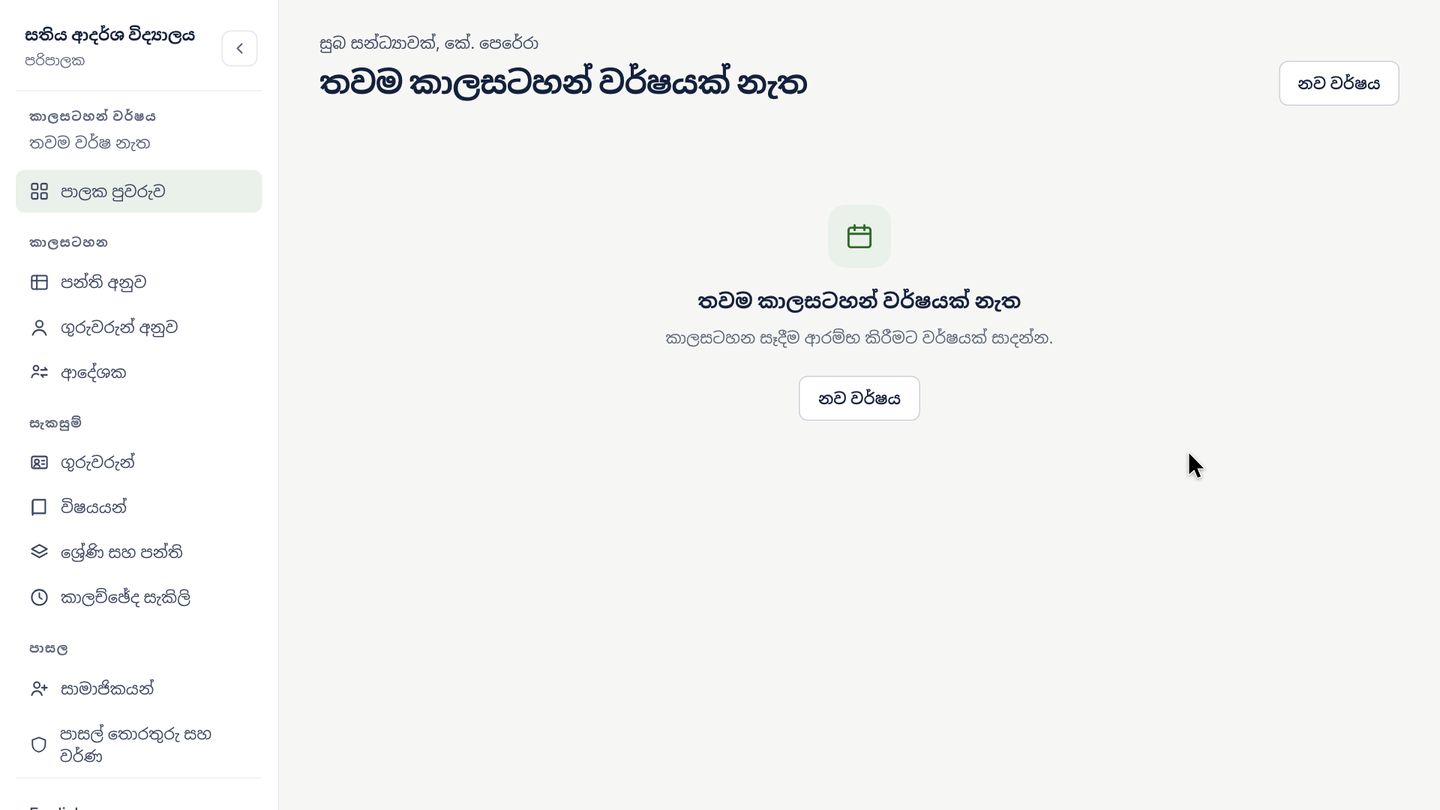 සතිය ආදර්ශ විද්‍යාලය
පරිපාලක
කාලසටහන් වර්ෂය
තවම වර්ෂ නැත
පාලක පුවරුව
කාලසටහන
පන්ති අනුව
ගුරුවරුන් අනුව
ආදේශක
සැකසුම්
ගුරුවරුන්
විෂයයන්
ශ්‍රේණි සහ පන්ති
කාලච්ඡේද සැකිලි
පාසල
සාමාජිකයන්
පාසල් තොරතුරු සහ
වර්ණ
සුබ සන්ධ්‍යාවක්, කේ. පෙරේරා
තවම කාලසටහන් වර්ෂයක් නැත
නව වර්ෂය
තවම කාලසටහන් වර්ෂයක් නැත
කාලසටහන සෑදීම ආරම්භ කිරීමට වර්ෂයක් සාදන්න.
නව වර්ෂය